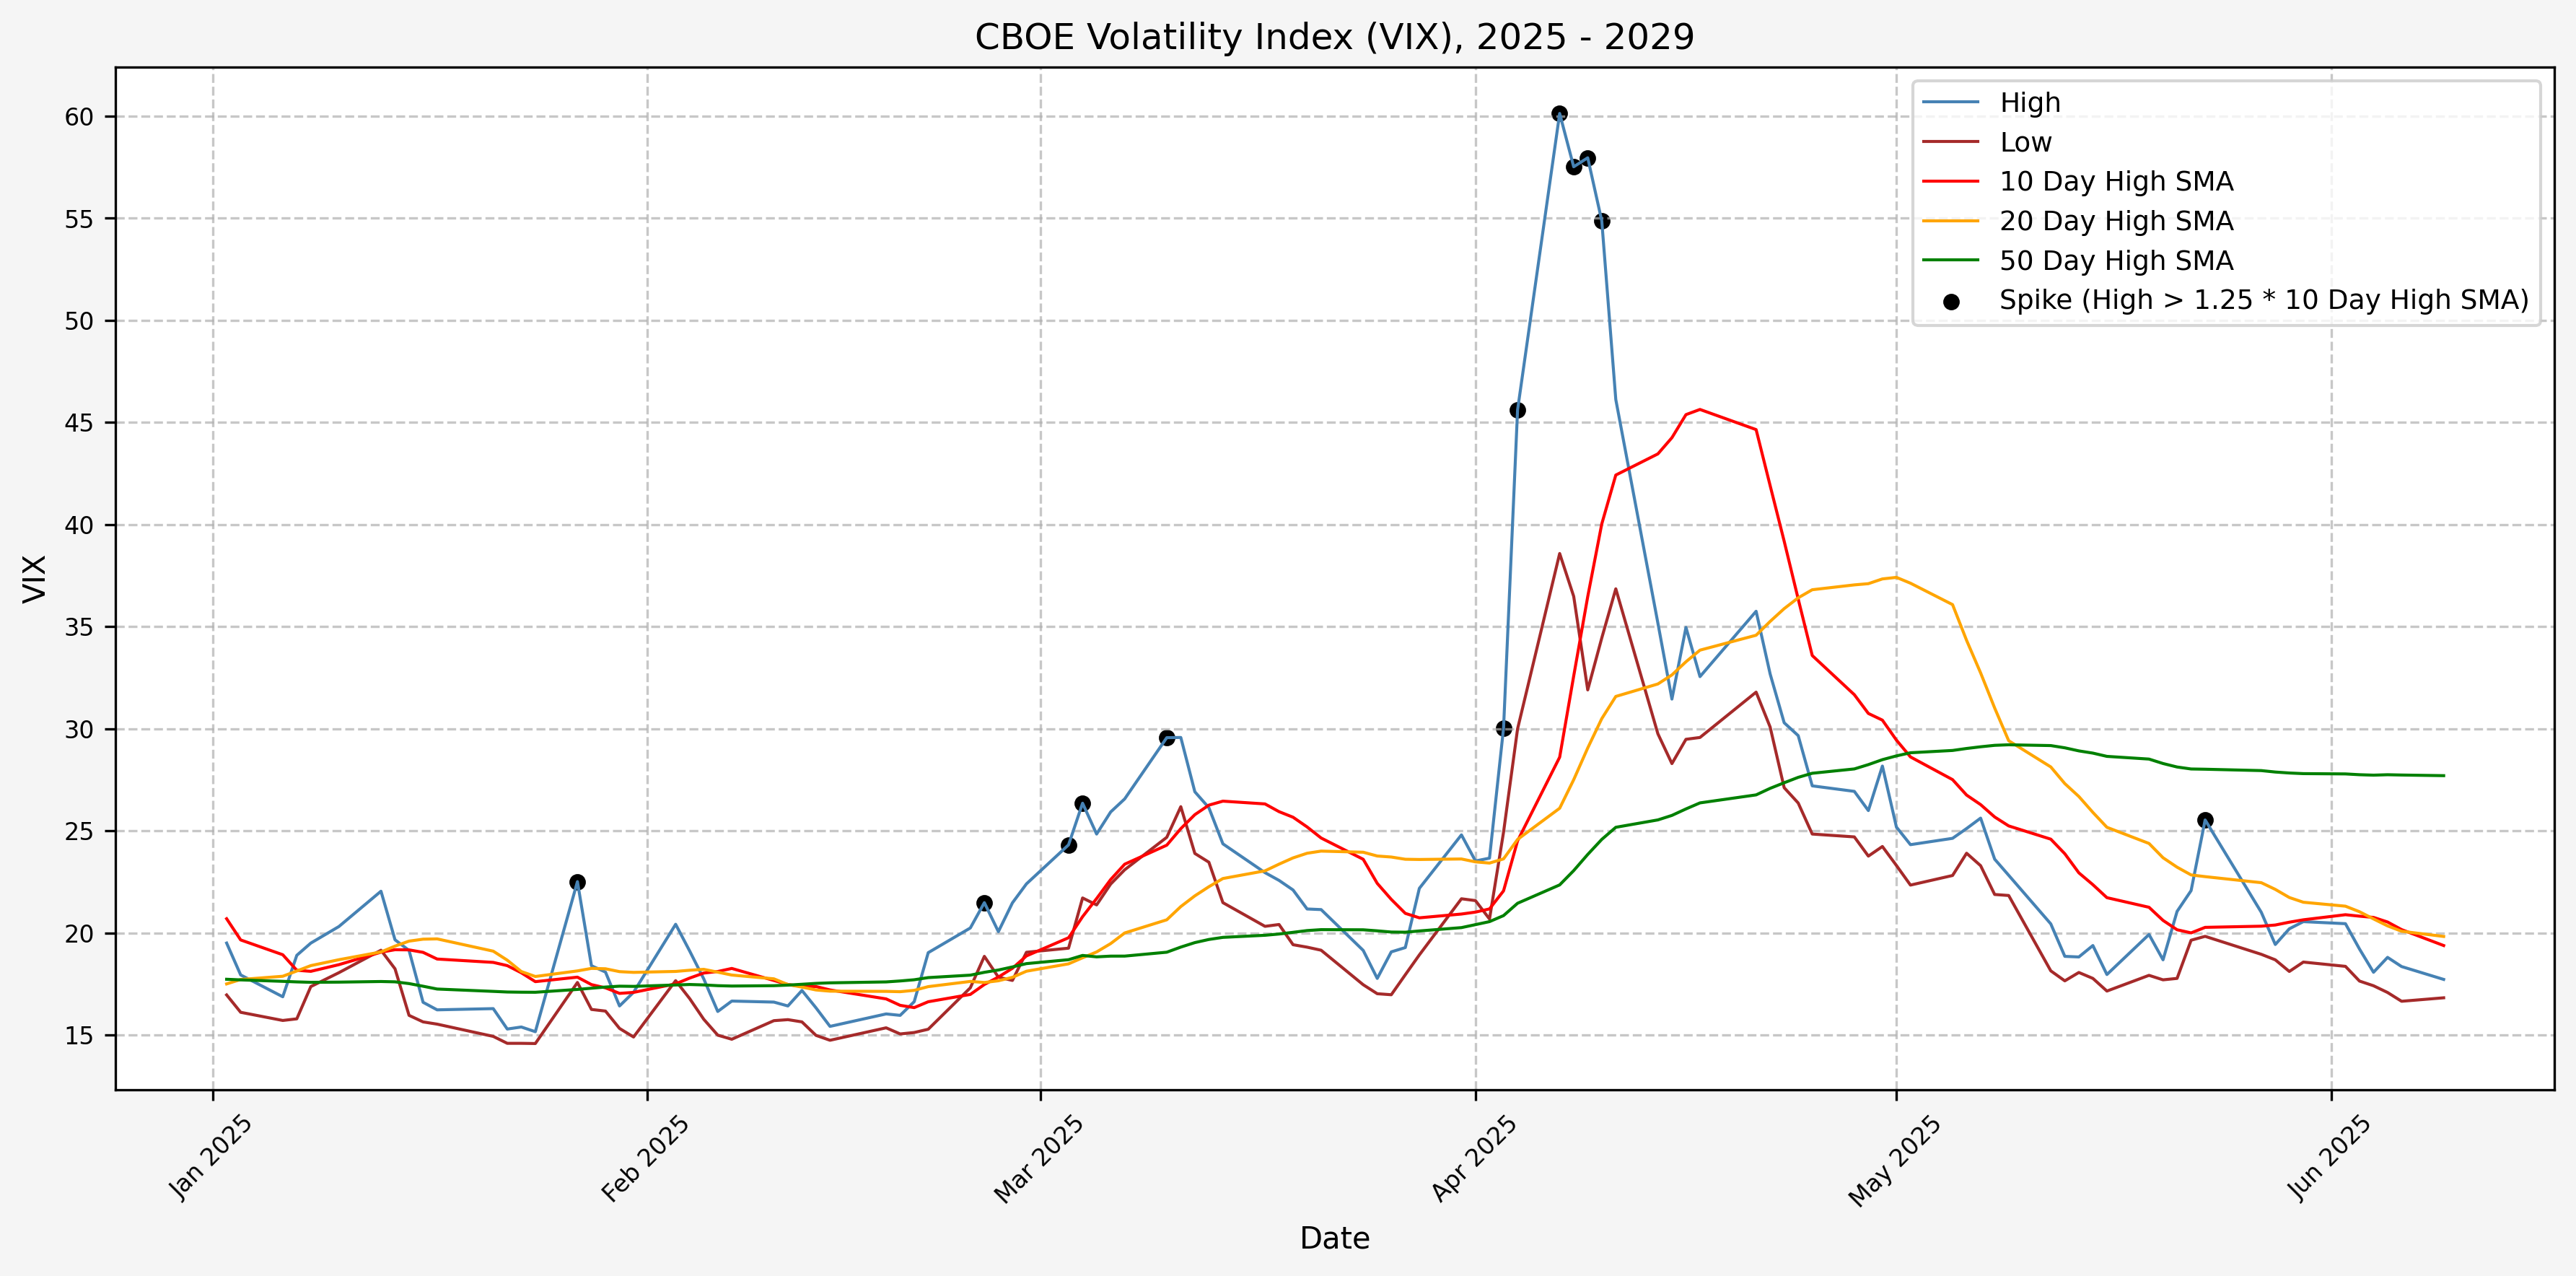 CBOE Volatility Index (VIX), 2025 - 2029
High
Low
10 Day High SMA
20 Day High SMA
50 Day High SMA
Spike (High > 1.25 * 10 Day High SMA)
VIX
60
55
50
45
40
35
30
25
20
15
Jan 2025
Feb 2025
Mar 2025
Apr 2025
May 2025
Jun 2025
Date